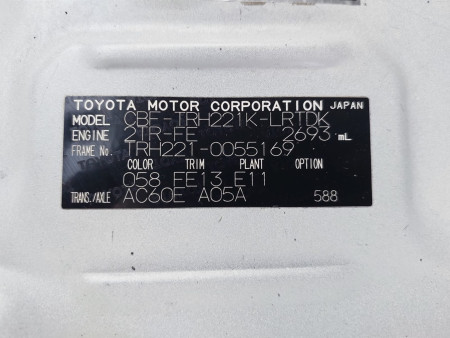 TOYOTA MOTOR CORPORATION JAPAN
MODEL CBF-TRH221K-LRTDK
ENGINE 2TR-FE 2693 mL
FRAME No. TRH221-0055169
COLOR TRIM PLANT OPTION
058 FE13 E11
TRANS./AXLE AC60E A05A 588